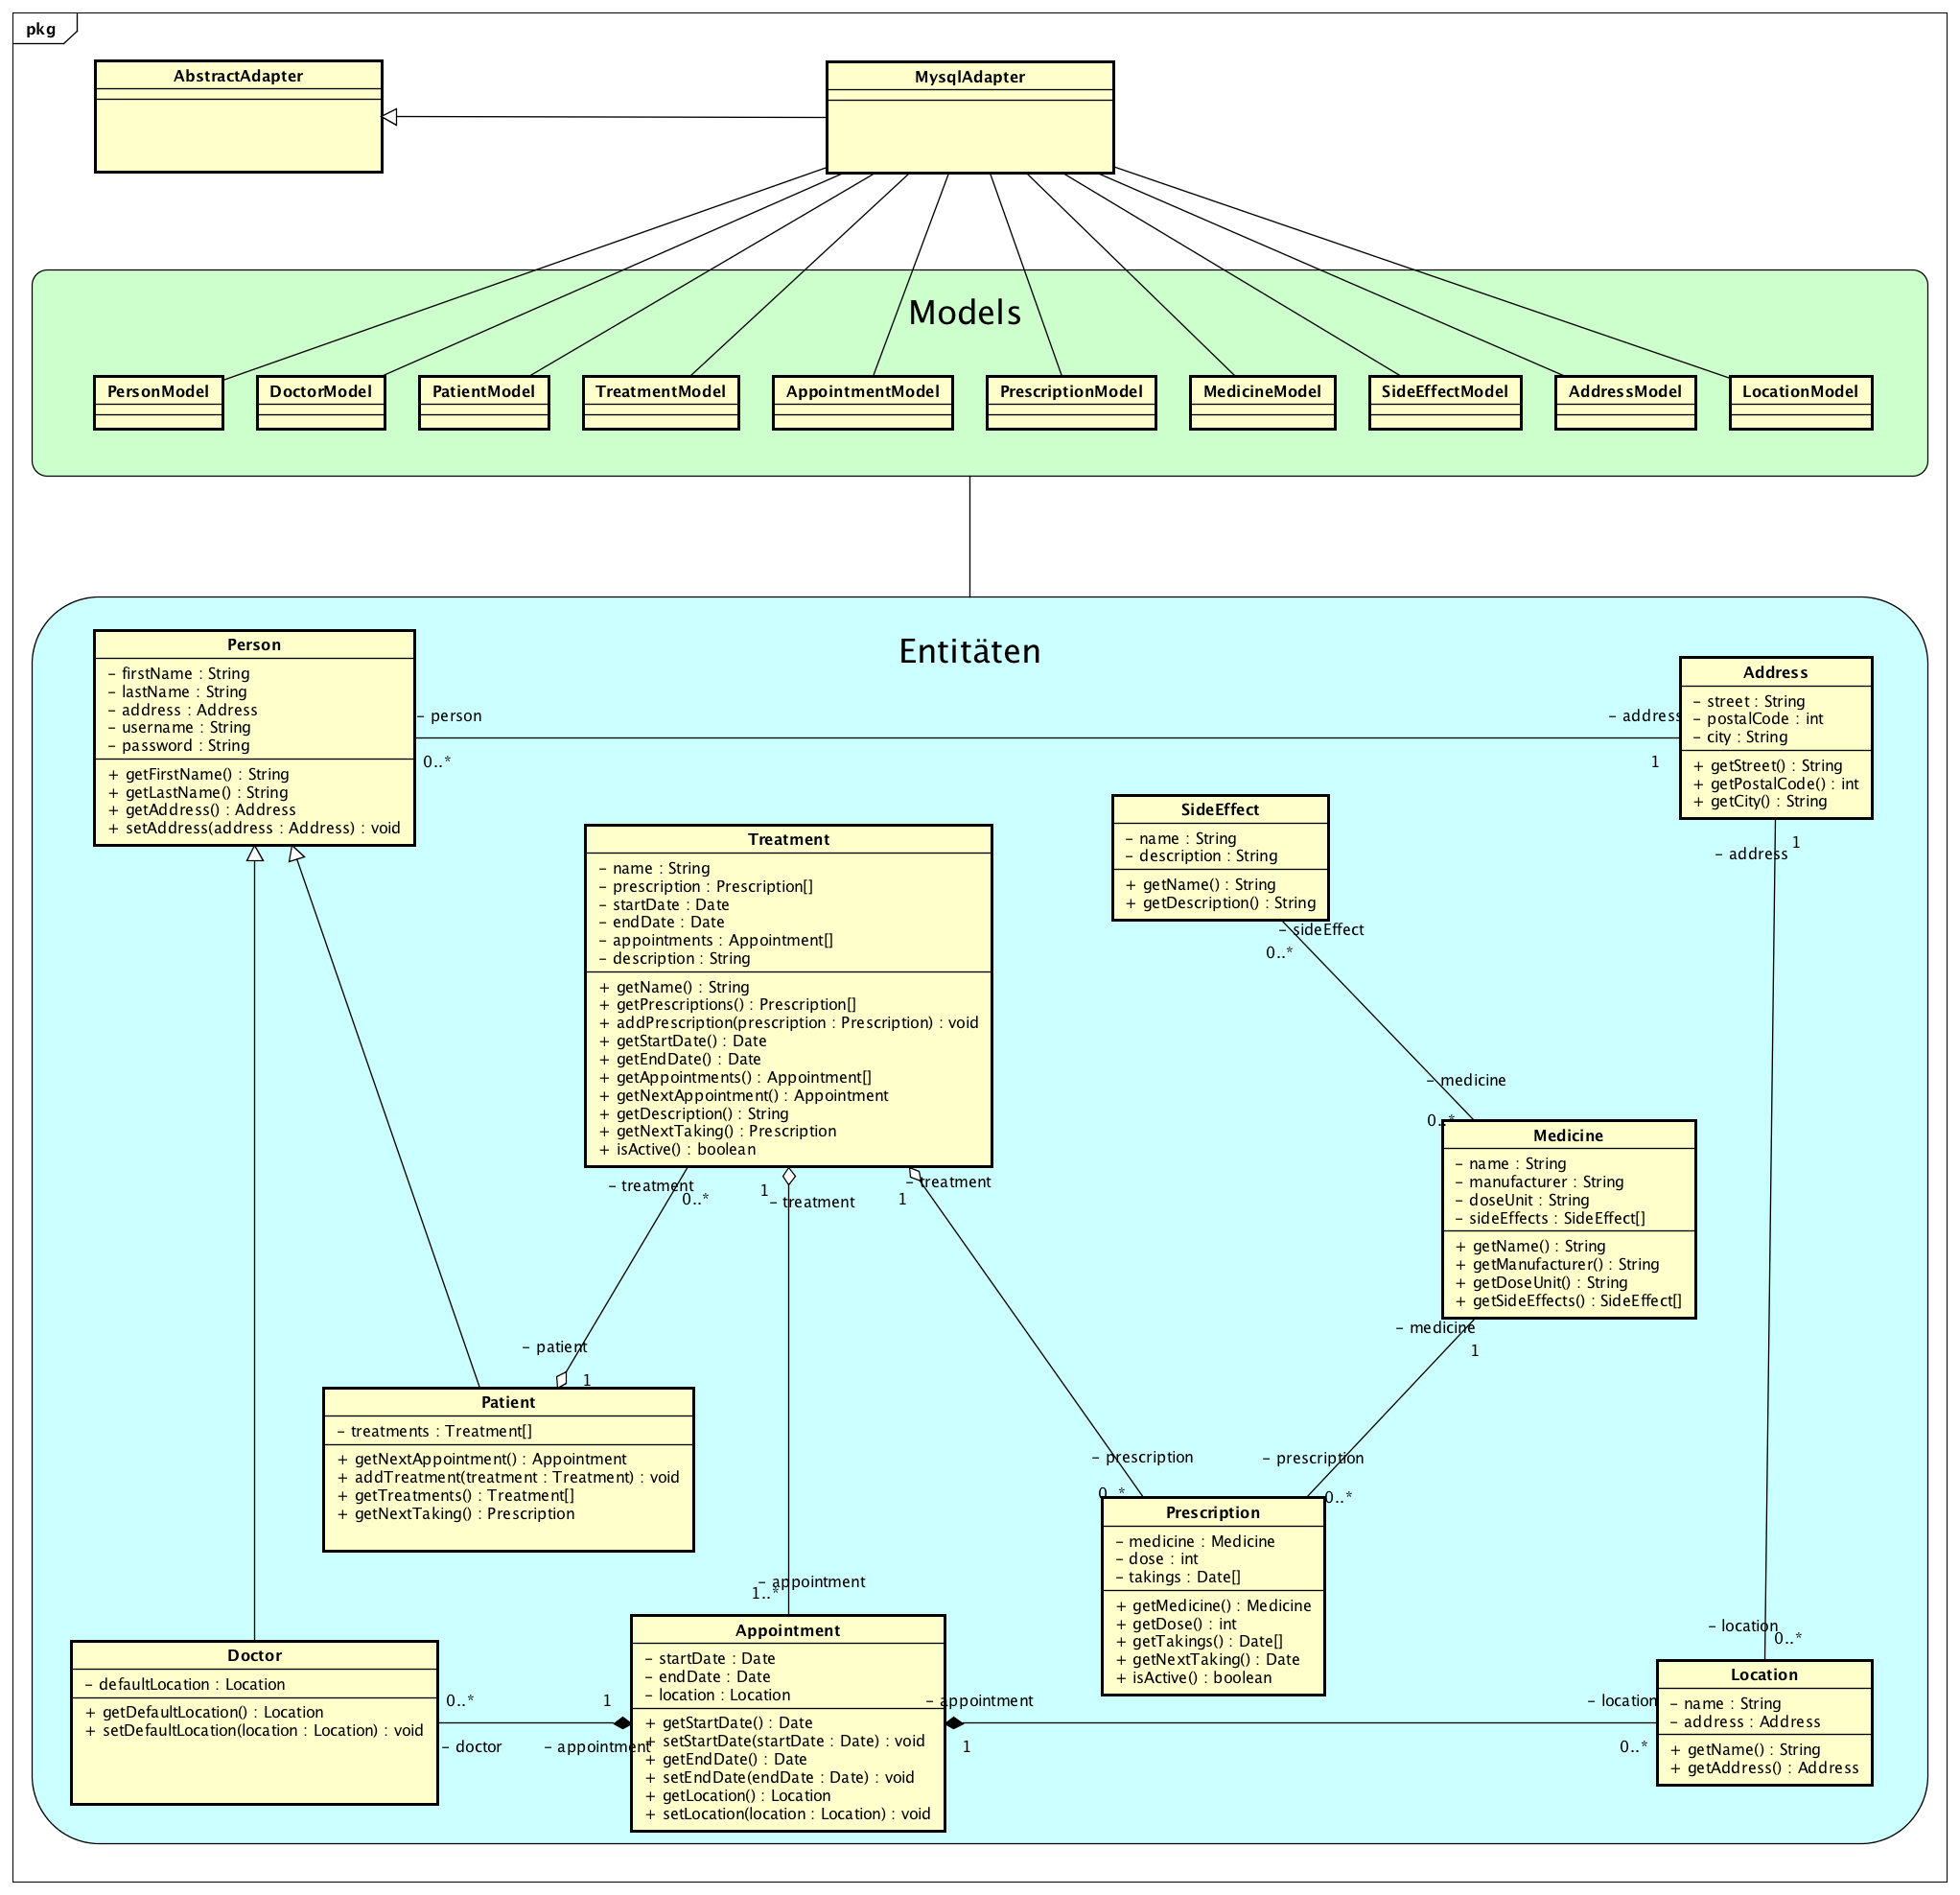 pkg
AbstractAdapter
MysqlAdapter
Models
PersonModel
DoctorModel
PatientModel
TreatmentModel
AppointmentModel
PrescriptionModel
MedicineModel
SideEffectModel
AddressModel
LocationModel
Entitäten
Person
– firstName : String
– lastName : String
– address : Address
– username : String
– password : String
+ getFirstName() : String
+ getLastName() : String
+ getAddress() : Address
+ setAddress(address : Address) : void
– person
0..*
– address
1
Address
– street : String
– postalCode : int
– city : String
+ getStreet() : String
+ getPostalCode() : int
+ getCity() : String
1
– address
SideEffect
– name : String
– description : String
+ getName() : String
+ getDescription() : String
– sideEffect
0..*
Treatment
– name : String
– prescription : Prescription[]
– startDate : Date
– endDate : Date
– appointments : Appointment[]
– description : String
+ getName() : String
+ getPrescriptions() : Prescription[]
+ addPrescription(prescription : Prescription) : void
+ getStartDate() : Date
+ getEndDate() : Date
+ getAppointments() : Appointment[]
+ getNextAppointment() : Appointment
+ getDescription() : String
+ getNextTaking() : Prescription
+ isActive() : boolean
– treatment
0..*
1
– treatment
– treatment
1
– medicine
0..*
Medicine
– name : String
– manufacturer : String
– doseUnit : String
– sideEffects : SideEffect[]
+ getName() : String
+ getManufacturer() : String
+ getDoseUnit() : String
+ getSideEffects() : SideEffect[]
– medicine
1
– patient
1
Patient
– treatments : Treatment[]
+ getNextAppointment() : Appointment
+ addTreatment(treatment : Treatment) : void
+ getTreatments() : Treatment[]
+ getNextTaking() : Prescription
– prescription
0..*
– prescription
0..*
Prescription
– medicine : Medicine
– dose : int
– takings : Date[]
+ getMedicine() : Medicine
+ getDose() : int
+ getTakings() : Date[]
+ getNextTaking() : Date
+ isActive() : boolean
– appointment
1..*
Doctor
– defaultLocation : Location
+ getDefaultLocation() : Location
+ setDefaultLocation(location : Location) : void
0..*
– doctor
1
– appointment
Appointment
– startDate : Date
– endDate : Date
– location : Location
+ getStartDate() : Date
+ setStartDate(startDate : Date) : void
+ getEndDate() : Date
+ setEndDate(endDate : Date) : void
+ getLocation() : Location
+ setLocation(location : Location) : void
– appointment
1
– location
0..*
– location
0..*
Location
– name : String
– address : Address
+ getName() : String
+ getAddress() : Address